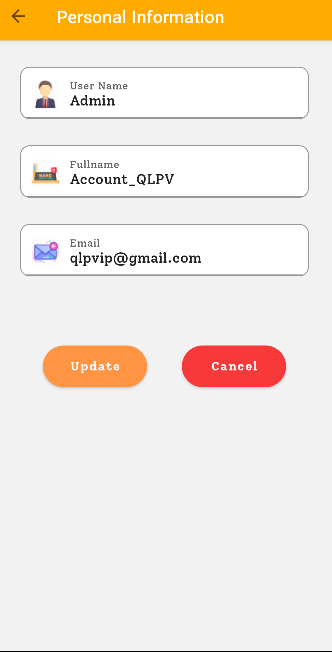 Personal Information
User Name
Admin
Fullname
Account_QLPV
Email
qlpvip@gmail.com
Update
Cancel